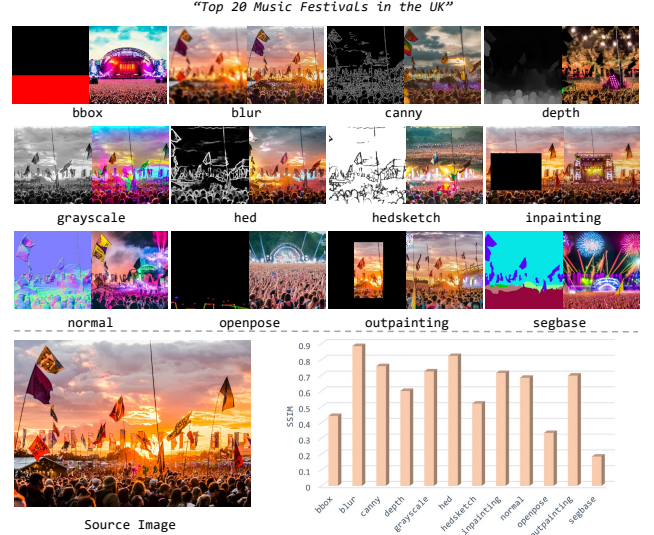 “Top 20 Music Festivals in the UK”
bbox blur canny depth
grayscale hed hedsketch inpainting
normal openpose outpainting segbase
Source Image
SSIM
0.9
0.8
0.7
0.6
0.5
0.4
0.3
0.2
0.1
0
bbox blur canny depth grayscale hed hedsketch inpainting normal openpose outpainting segbase